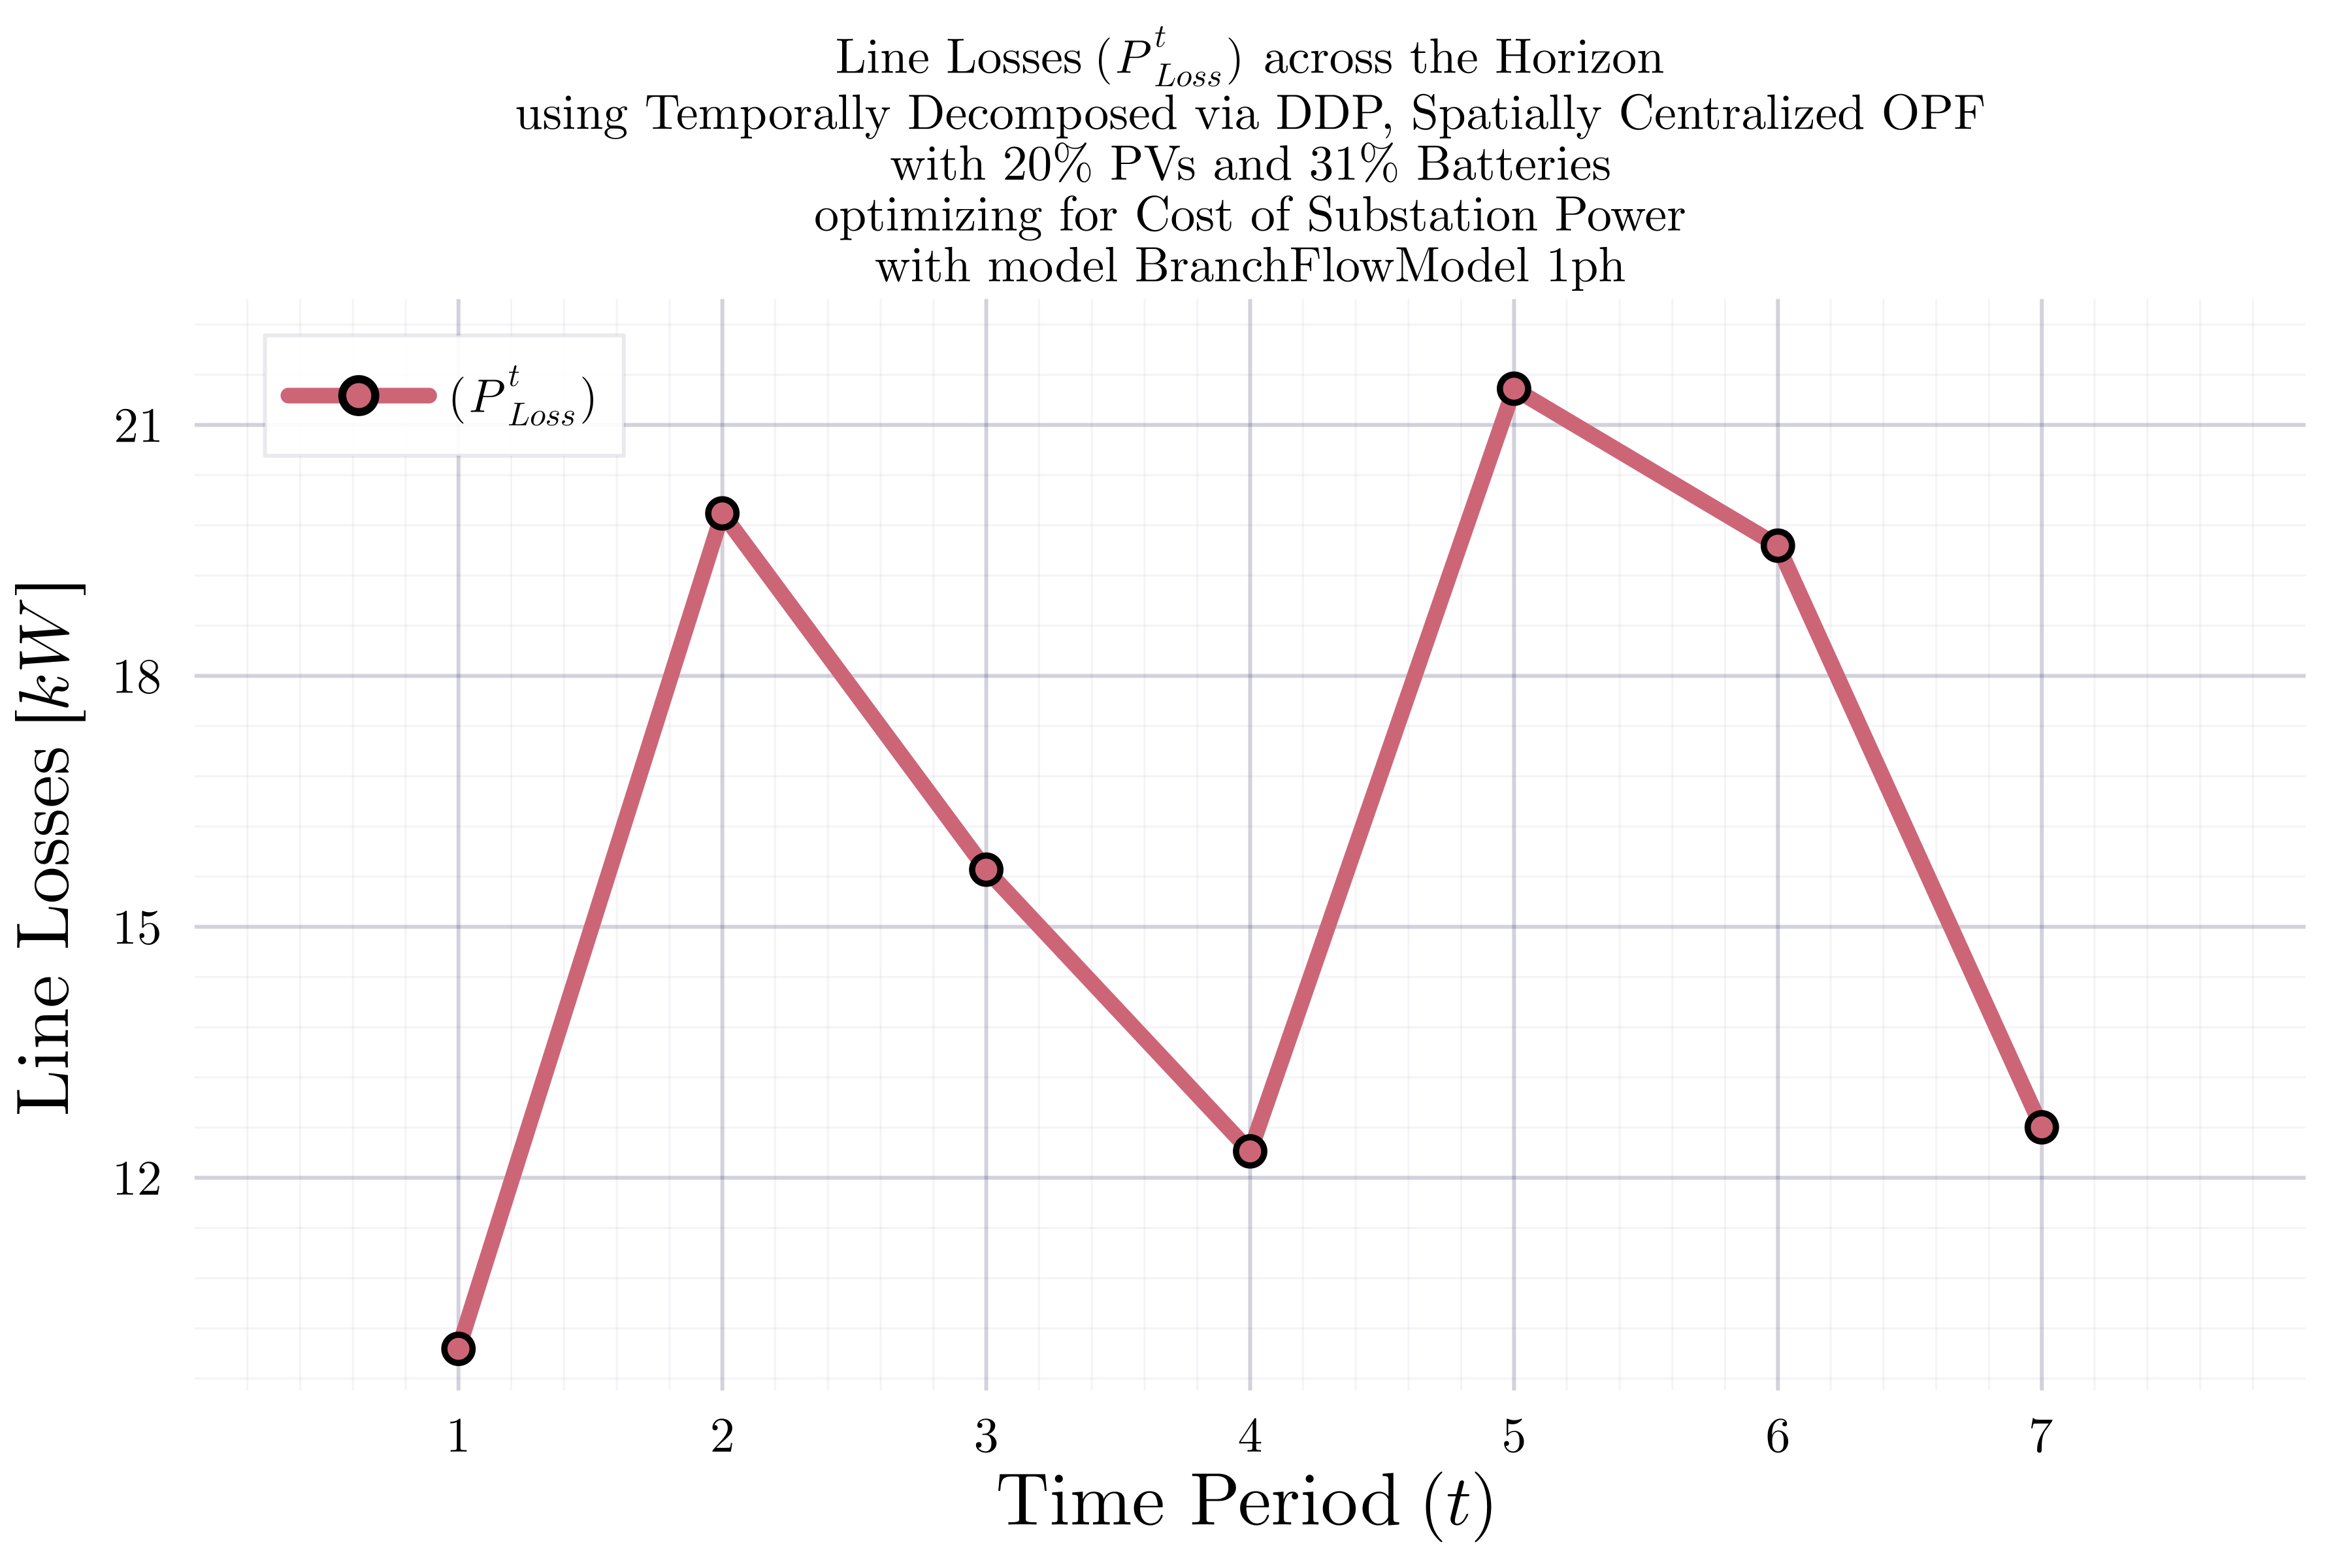 Line Losses (P^t_Loss) across the Horizon
using Temporally Decomposed via DDP, Spatially Centralized OPF
with 20% PVs and 31% Batteries
optimizing for Cost of Substation Power
with model BranchFlowModel 1ph
(P^t_Loss)
21
18
15
12
Line Losses [kW]
1 2 3 4 5 6 7
Time Period (t)